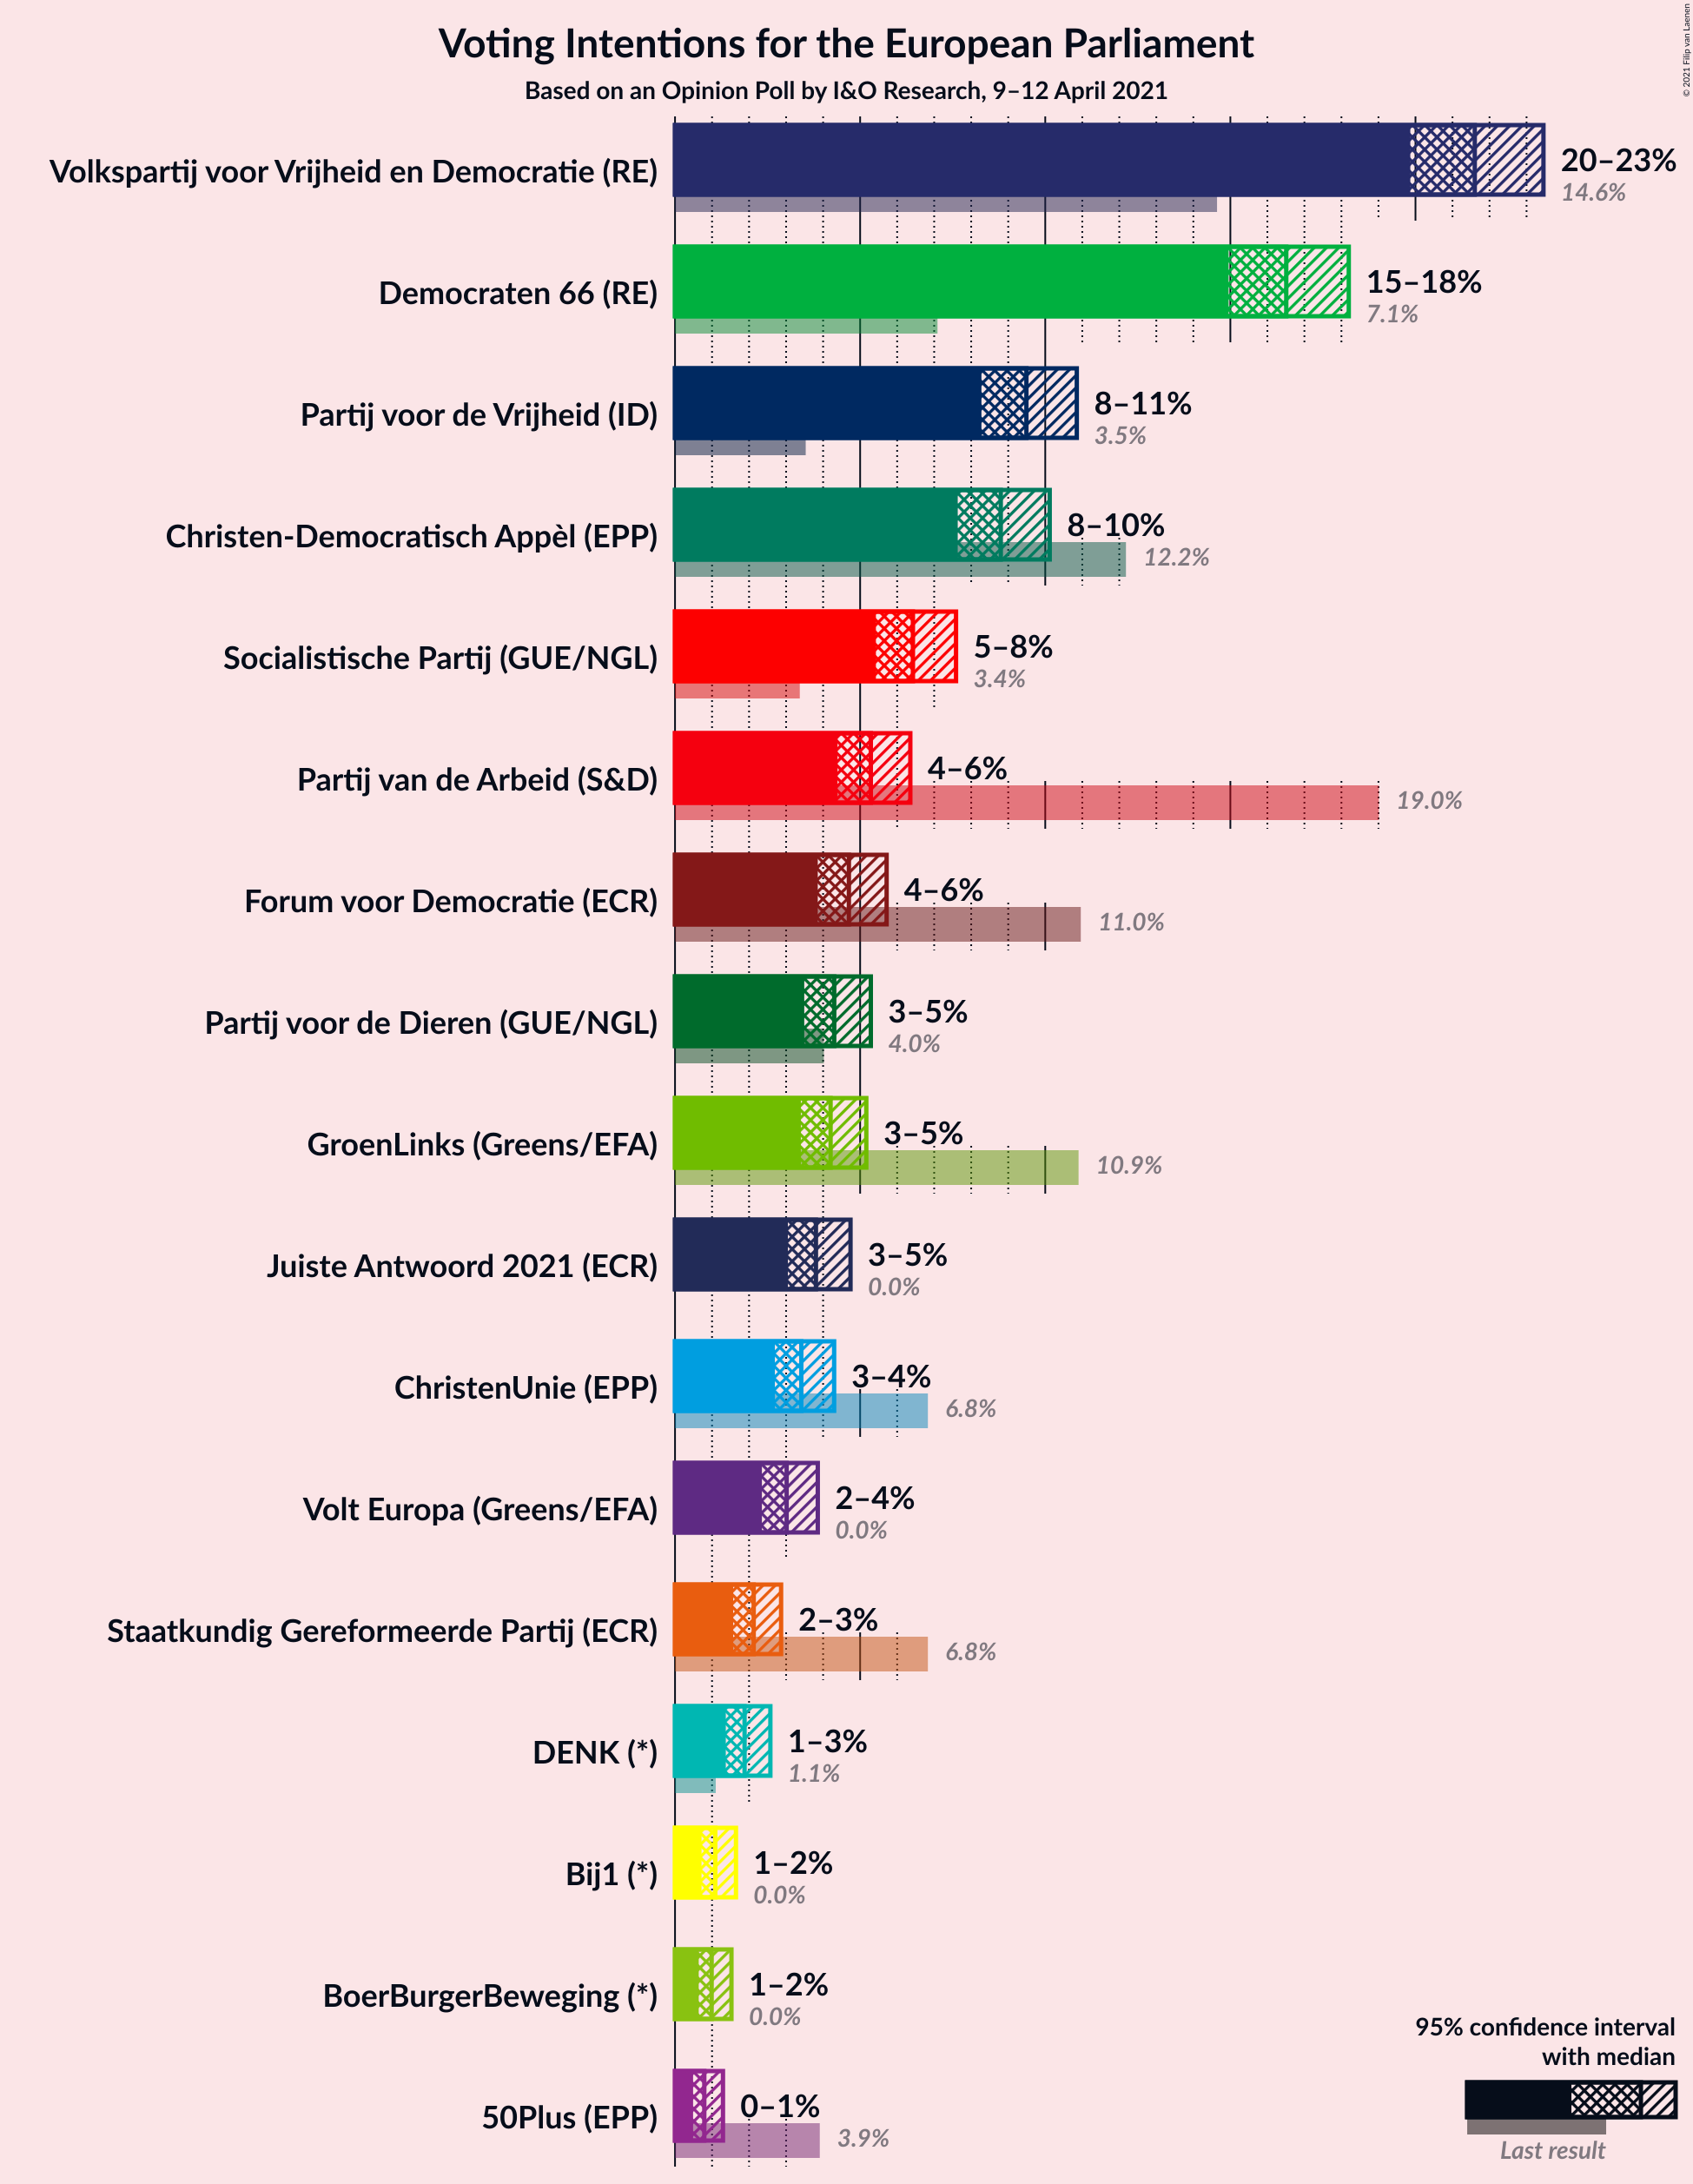 Voting Intentions for the European Parliament
Based on an Opinion Poll by I&O Research, 9–12 April 2021
© 2021 Filip van Laenen
Volkspartij voor Vrijheid en Democratie (RE)
20–23%
14.6%
Democraten 66 (RE)
15–18%
7.1%
Partij voor de Vrijheid (ID)
8–11%
3.5%
Christen-Democratisch Appèl (EPP)
8–10%
12.2%
Socialistische Partij (GUE/NGL)
5–8%
3.4%
Partij van de Arbeid (S&D)
4–6%
19.0%
Forum voor Democratie (ECR)
4–6%
11.0%
Partij voor de Dieren (GUE/NGL)
3–5%
4.0%
GroenLinks (Greens/EFA)
3–5%
10.9%
Juiste Antwoord 2021 (ECR)
3–5%
0.0%
ChristenUnie (EPP)
3–4%
6.8%
Volt Europa (Greens/EFA)
2–4%
0.0%
Staatkundig Gereformeerde Partij (ECR)
2–3%
6.8%
DENK (*)
1–3%
1.1%
Bij1 (*)
1–2%
0.0%
BoerBurgerBeweging (*)
1–2%
0.0%
50Plus (EPP)
0–1%
3.9%
95% confidence interval
with median
Last result